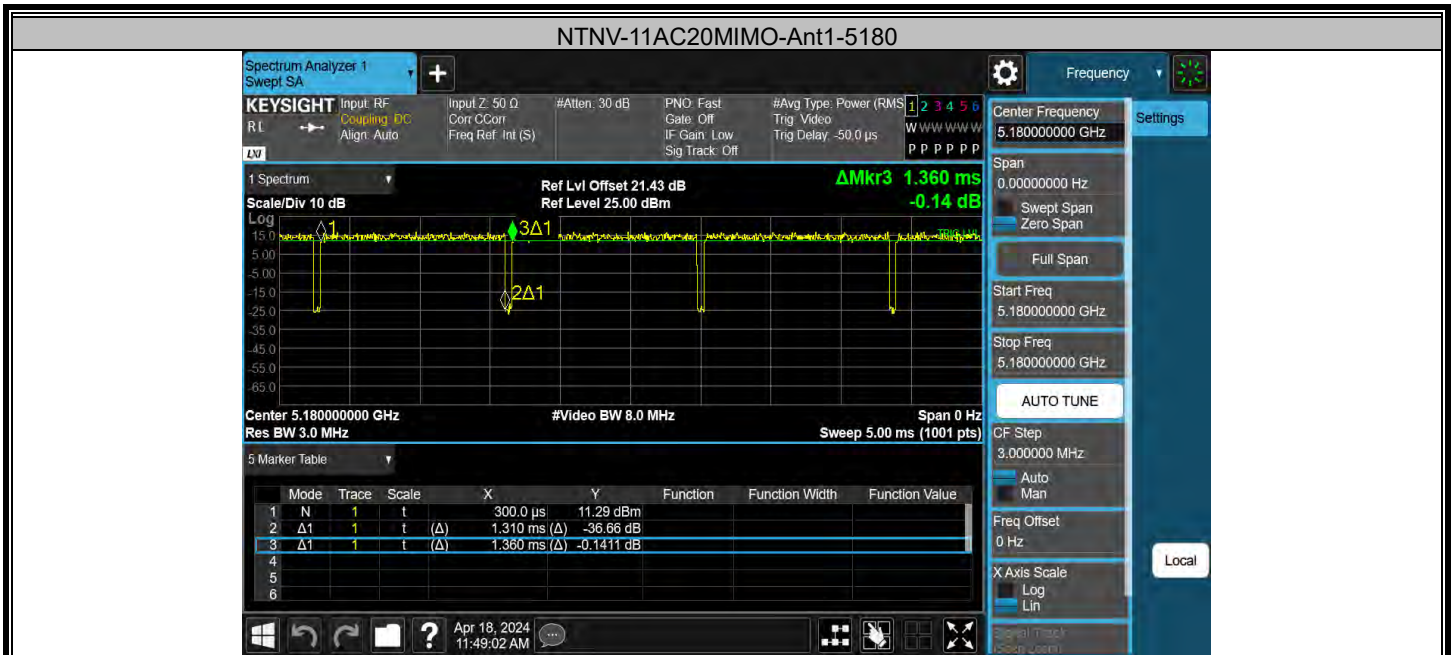 NTNV-11AC20MIMO-Ant1-5180
Spectrum Analyzer 1
Swept SA
+
Frequency
KEYSIGHT
RL
LXI
Input: RF
Coupling: DC
Align: Auto
Input Z: 50 Ω
Corr CCorr
Freq Ref: Int (S)
#Atten: 30 dB
PNO: Fast
Gate: Off
IF Gain: Low
Sig Track: Off
#Avg Type: Power (RMS
Trig: Video
Trig Delay: -50.0 µs
1 2 3 4 5 6
W W W W W W
P P P P P P
1 Spectrum
Scale/Div 10 dB
Ref Lvl Offset 21.43 dB
Ref Level 25.00 dBm
ΔMkr3 1.360 ms
-0.14 dB
Log
15.0
5.00
-5.00
-15.0
-25.0
-35.0
-45.0
-55.0
-65.0
1
3Δ1
2Δ1
TRIG LVL
Center 5.180000000 GHz
#Video BW 8.0 MHz
Span 0 Hz
Res BW 3.0 MHz
Sweep 5.00 ms (1001 pts)
5 Marker Table
Mode Trace Scale X Y Function Function Width Function Value
1 N 1 t 300.0 µs 11.29 dBm
2 Δ1 1 t (Δ) 1.310 ms (Δ) -36.66 dB
3 Δ1 1 t (Δ) 1.360 ms (Δ) -0.1411 dB
4
5
6
?
Apr 18, 2024
11:49:02 AM
Center Frequency
5.180000000 GHz
Settings
Span
0.00000000 Hz
Swept Span
Zero Span
Full Span
Start Freq
5.180000000 GHz
Stop Freq
5.180000000 GHz
AUTO TUNE
CF Step
3.000000 MHz
Auto
Man
Freq Offset
0 Hz
X Axis Scale
Log
Lin
Local
Signal Track
(Span Zoom)